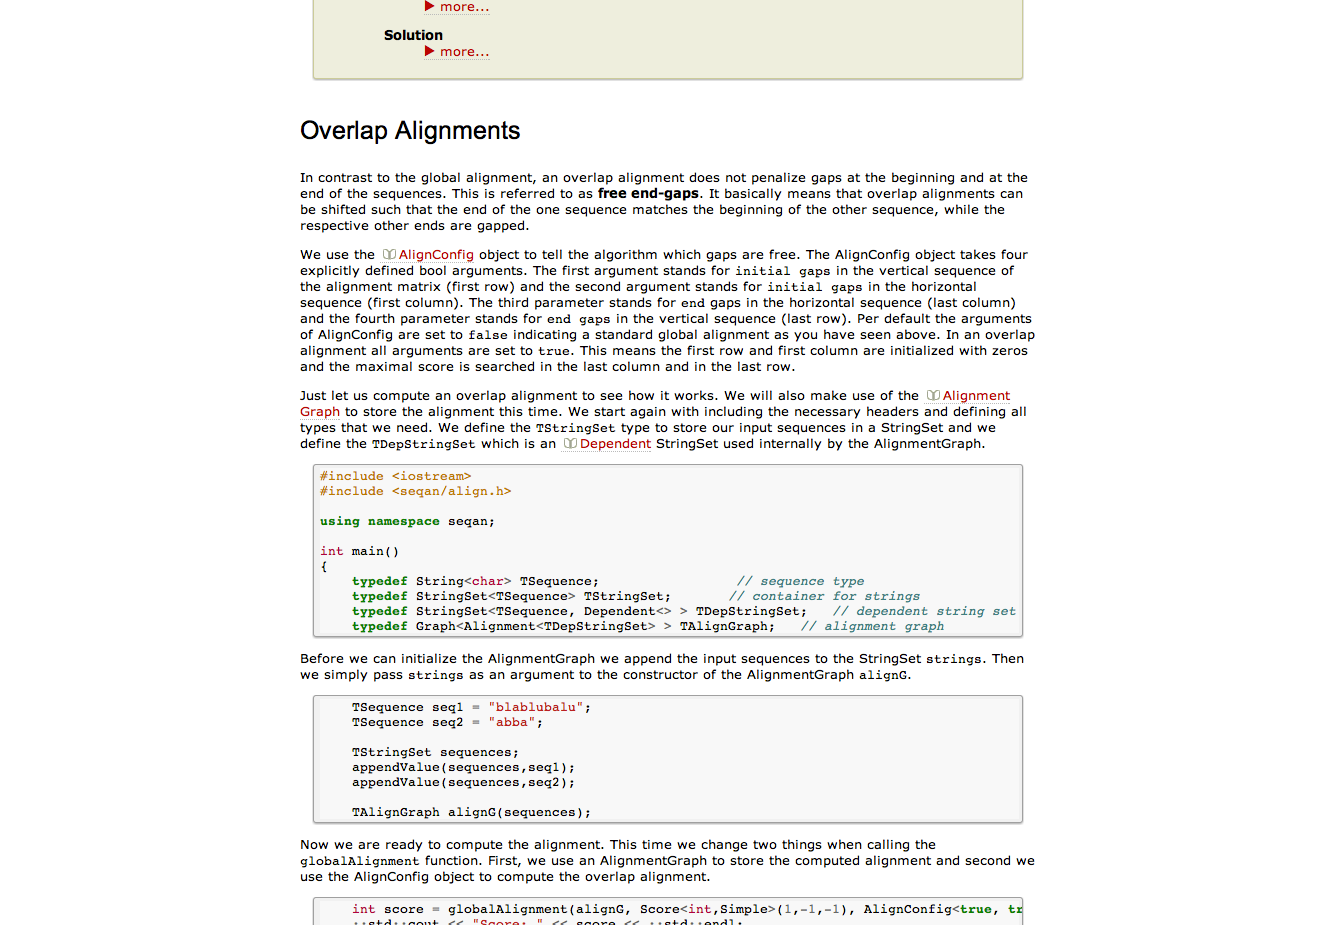 ▶ more...
Solution
▶ more...
Overlap Alignments
In contrast to the global alignment, an overlap alignment does not penalize gaps at the beginning and at the
end of the sequences. This is referred to as free end-gaps. It basically means that overlap alignments can
be shifted such that the end of the one sequence matches the beginning of the other sequence, while the
respective other ends are gapped.
We use the AlignConfig object to tell the algorithm which gaps are free. The AlignConfig object takes four
explicitly defined bool arguments. The first argument stands for initial gaps in the vertical sequence of
the alignment matrix (first row) and the second argument stands for initial gaps in the horizontal
sequence (first column). The third parameter stands for end gaps in the horizontal sequence (last column)
and the fourth parameter stands for end gaps in the vertical sequence (last row). Per default the arguments
of AlignConfig are set to false indicating a standard global alignment as you have seen above. In an overlap
alignment all arguments are set to true. This means the first row and first column are initialized with zeros
and the maximal score is searched in the last column and in the last row.
Just let us compute an overlap alignment to see how it works. We will also make use of the Alignment
Graph to store the alignment this time. We start again with including the necessary headers and defining all
types that we need. We define the TStringSet type to store our input sequences in a StringSet and we
define the TDepStringSet which is an Dependent StringSet used internally by the AlignmentGraph.
#include <iostream>
#include <seqan/align.h>
using namespace seqan;
int main()
{
typedef String<char> TSequence; // sequence type
typedef StringSet<TSequence> TStringSet; // container for strings
typedef StringSet<TSequence, Dependent<> > TDepStringSet; // dependent string set
typedef Graph<Alignment<TDepStringSet> > TAlignGraph; // alignment graph
Before we can initialize the AlignmentGraph we append the input sequences to the StringSet strings. Then
we simply pass strings as an argument to the constructor of the AlignmentGraph alignG.
TSequence seq1 = "blablubalu";
TSequence seq2 = "abba";
TStringSet sequences;
appendValue(sequences,seq1);
appendValue(sequences,seq2);
TAlignGraph alignG(sequences);
Now we are ready to compute the alignment. This time we change two things when calling the
globalAlignment function. First, we use an AlignmentGraph to store the computed alignment and second we
use the AlignConfig object to compute the overlap alignment.
int score = globalAlignment(alignG, Score<int,Simple>(1,-1,-1), AlignConfig<true, tr
::std::cout << "Score: " << score << ::std::endl;